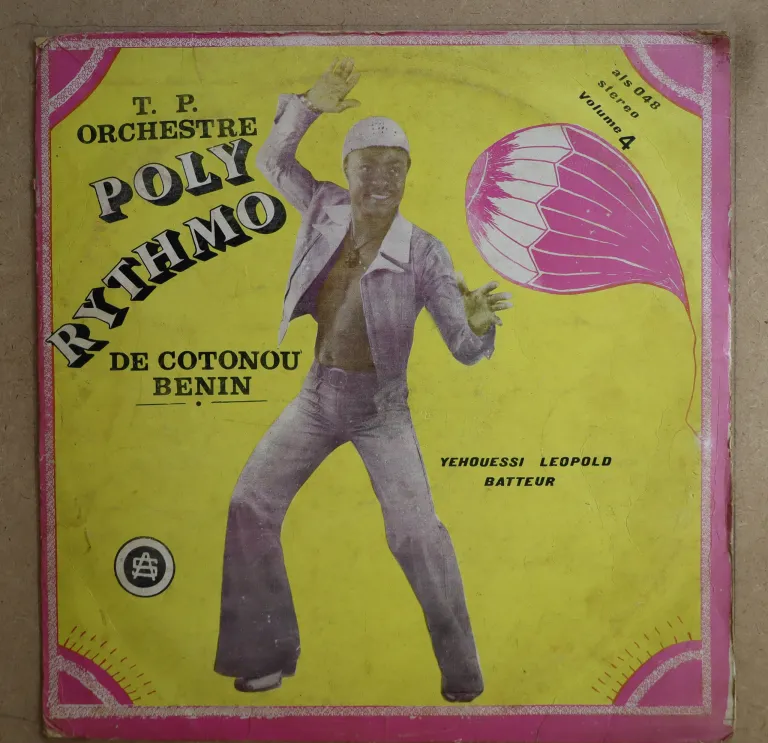 T. P.
ORCHESTRE
POLY
RYTHMO
DE COTONOU
BENIN
als 048
stereo
Volume 4
YEHOUESSI LEOPOLD
BATTEUR